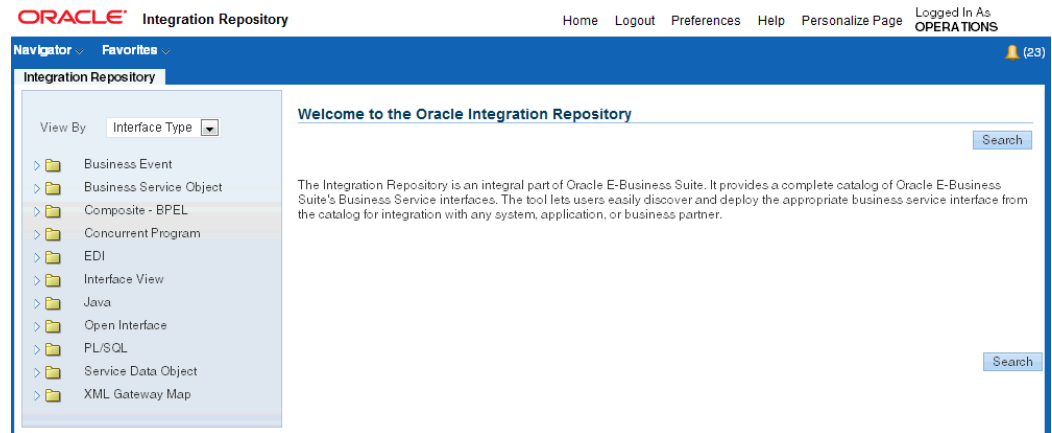 ORACLE® Integration Repository
Home Logout Preferences Help Personalize Page Logged In As
OPERATIONS
Navigator Favorites (23)
Integration Repository
View By Interface Type
Business Event
Business Service Object
Composite - BPEL
Concurrent Program
EDI
Interface View
Java
Open Interface
PL/SQL
Service Data Object
XML Gateway Map
Welcome to the Oracle Integration Repository
Search
The Integration Repository is an integral part of Oracle E-Business Suite. It provides a complete catalog of Oracle E-Business
Suite's Business Service interfaces. The tool lets users easily discover and deploy the appropriate business service interface from
the catalog for integration with any system, application, or business partner.
Search